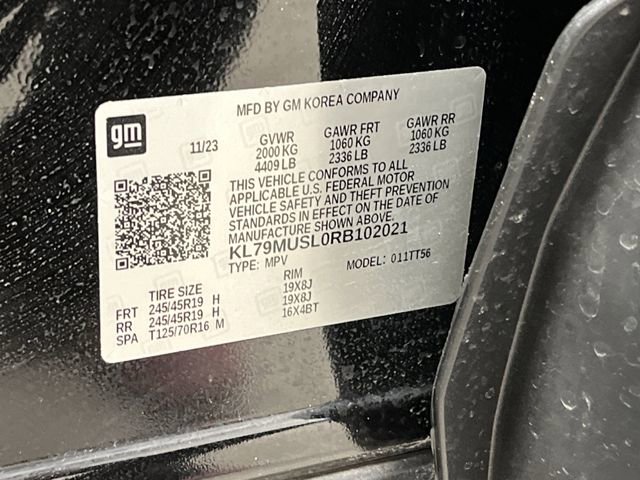 MFD BY GM KOREA COMPANY
gm
11/23
GVWR GAWR FRT GAWR RR
2000 KG 1060 KG 1060 KG
4409 LB 2336 LB 2336 LB
THIS VEHICLE CONFORMS TO ALL
APPLICABLE U.S. FEDERAL MOTOR
VEHICLE SAFETY AND THEFT PREVENTION
STANDARDS IN EFFECT ON THE DATE OF
MANUFACTURE SHOWN ABOVE.
KL79MUSL0RB102021
TYPE: MPV MODEL: 011TT56
TIRE SIZE RIM
FRT 245/45R19 H 19X8J
RR 245/45R19 H 19X8J
SPA T125/70R16 M 16X4BT